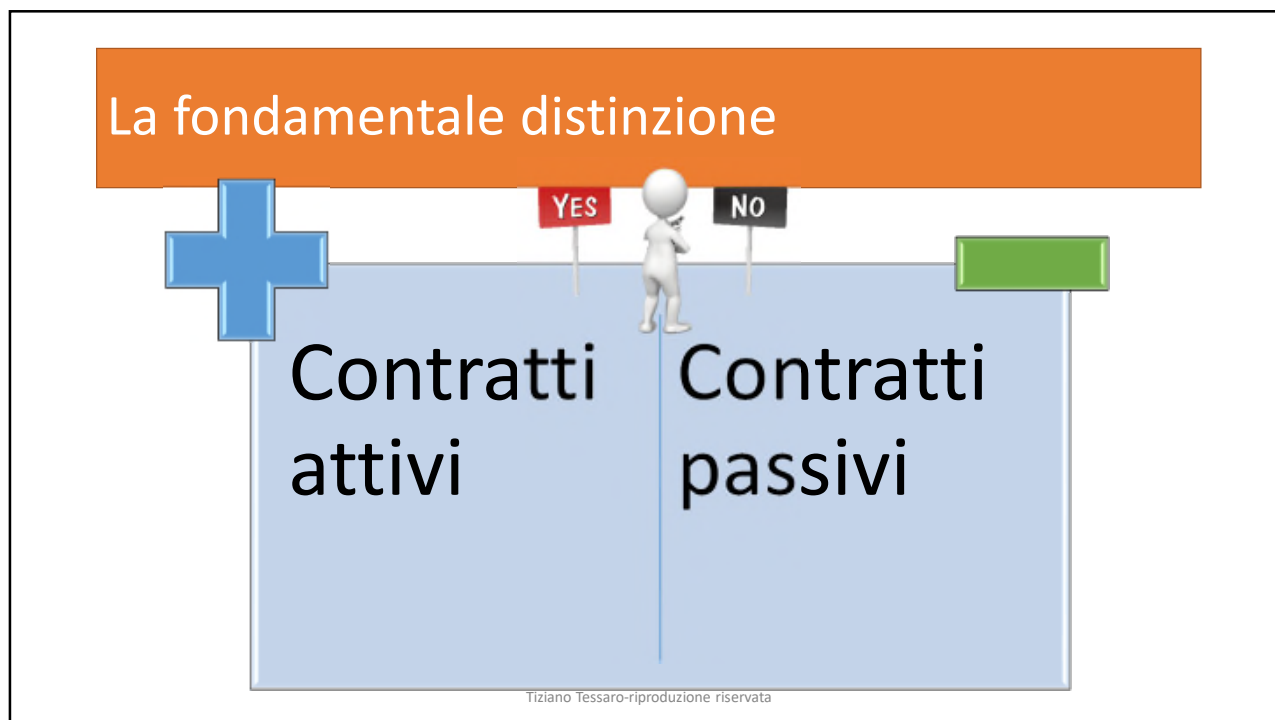 La fondamentale distinzione
YES
NO
Contratti
attivi
Contratti
passivi
Tiziano Tessaro-riproduzione riservata